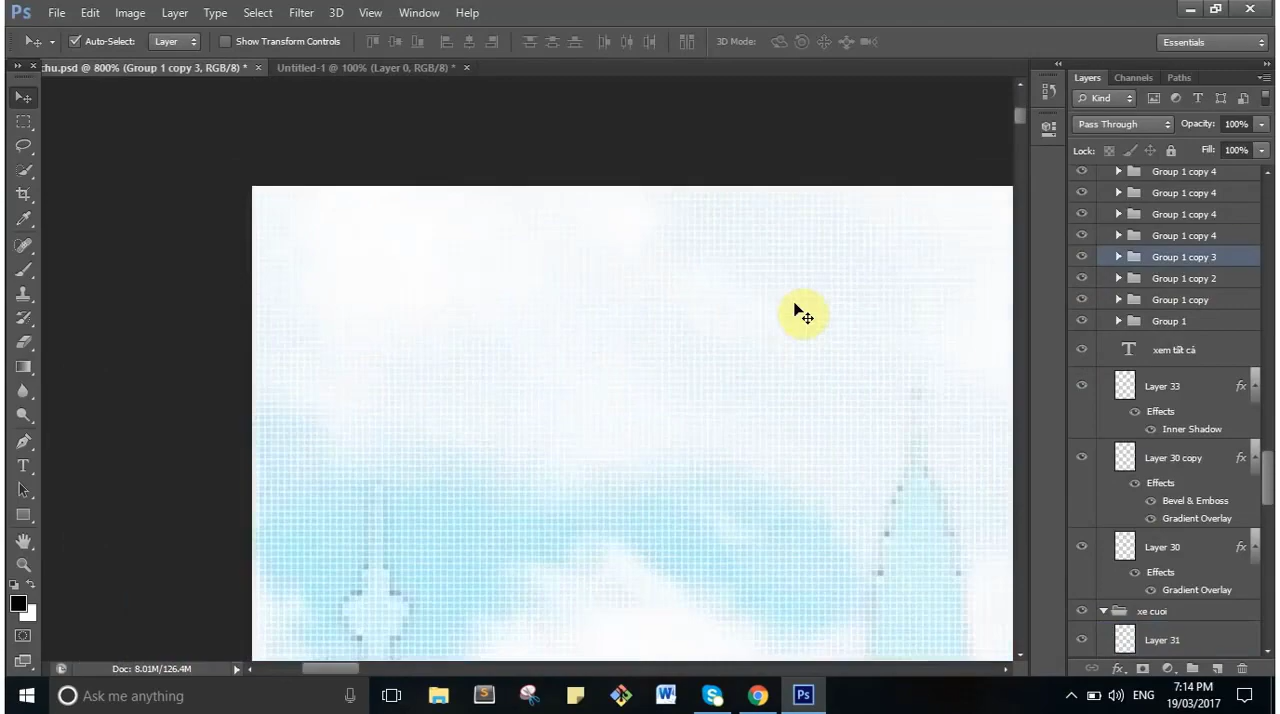 Ps File Edit Image Layer Type Select Filter 3D View Window Help
Auto-Select: Layer Show Transform Controls 3D Mode: Essentials
chu.psd @ 800% (Group 1 copy 3, RGB/8) * × Untitled-1 @ 100% (Layer 0, RGB/8) * ×
Layers Channels Paths
Kind
Pass Through Opacity: 100%
Lock: Fill: 100%
Group 1 copy 4
Group 1 copy 4
Group 1 copy 4
Group 1 copy 4
Group 1 copy 3
Group 1 copy 2
Group 1 copy
Group 1
T xem tất cả
Layer 33 fx
Effects
Inner Shadow
Layer 30 copy fx
Effects
Bevel & Emboss
Gradient Overlay
Layer 30 fx
Effects
Gradient Overlay
xe cuoi
Layer 31
Doc: 8.01M/126.4M
Ask me anything
ENG
7:14 PM
19/03/2017